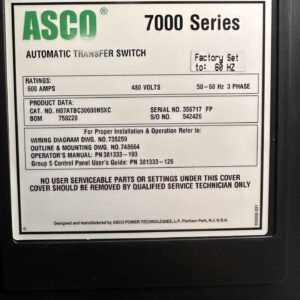 ASCO® 7000 Series
AUTOMATIC TRANSFER SWITCH
Factory Set
to: 60 HZ
RATINGS:
600 AMPS 480 VOLTS 50-60 Hz 3 PHASE
PRODUCT DATA:
CAT. No. H07ATBC30600N5XC SERIAL NO. 356717 FP
BOM 758220 S/O NO. 542426
For Proper Installation & Operation Refer to:
WIRING DIAGRAM DWG. NO.
OUTLINE & MOUTING DWG. NO.
OPERATOR'S MANUAL: PN 381333-193
Group 5 Control Panel User's Guide: PN 381333-126
NO USER SERVICEABLE PARTS OR SETTINGS UNDER THIS COVER
COVER SHOULD BE REMOVED BY QUALIFIED SERVICE TECHNICIAN ONLY
Designed and manufactured by ASCO POWER TECHNOLOGIES, L.P., Florham Park, N.J. U.S.A.